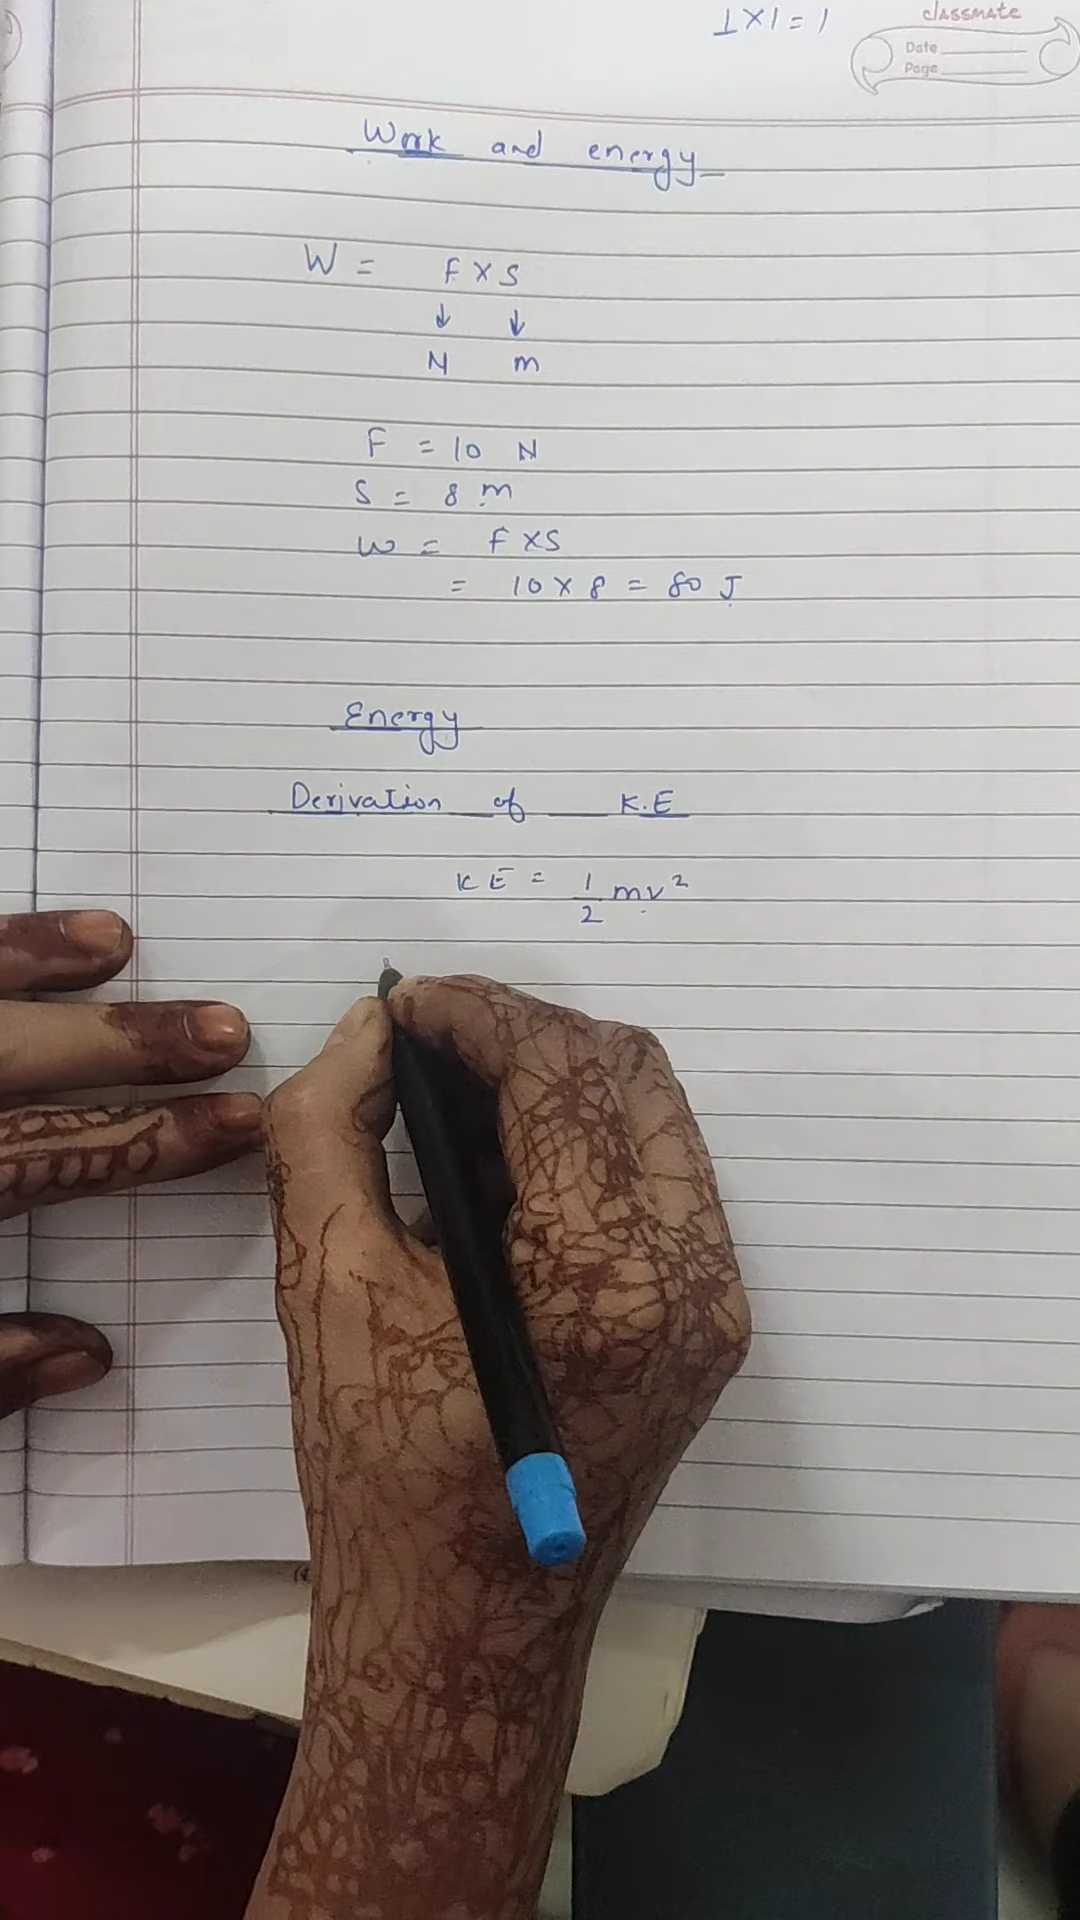 1 X 1 = 1
classmate
Date
Page
Work and energy
W = F X S
↓ ↓
N m
F = 10 N
S = 8 m
W = F X S
= 10 X 8 = 80 J
Energy
Derivation of K.E
KE = 1/2 mv²